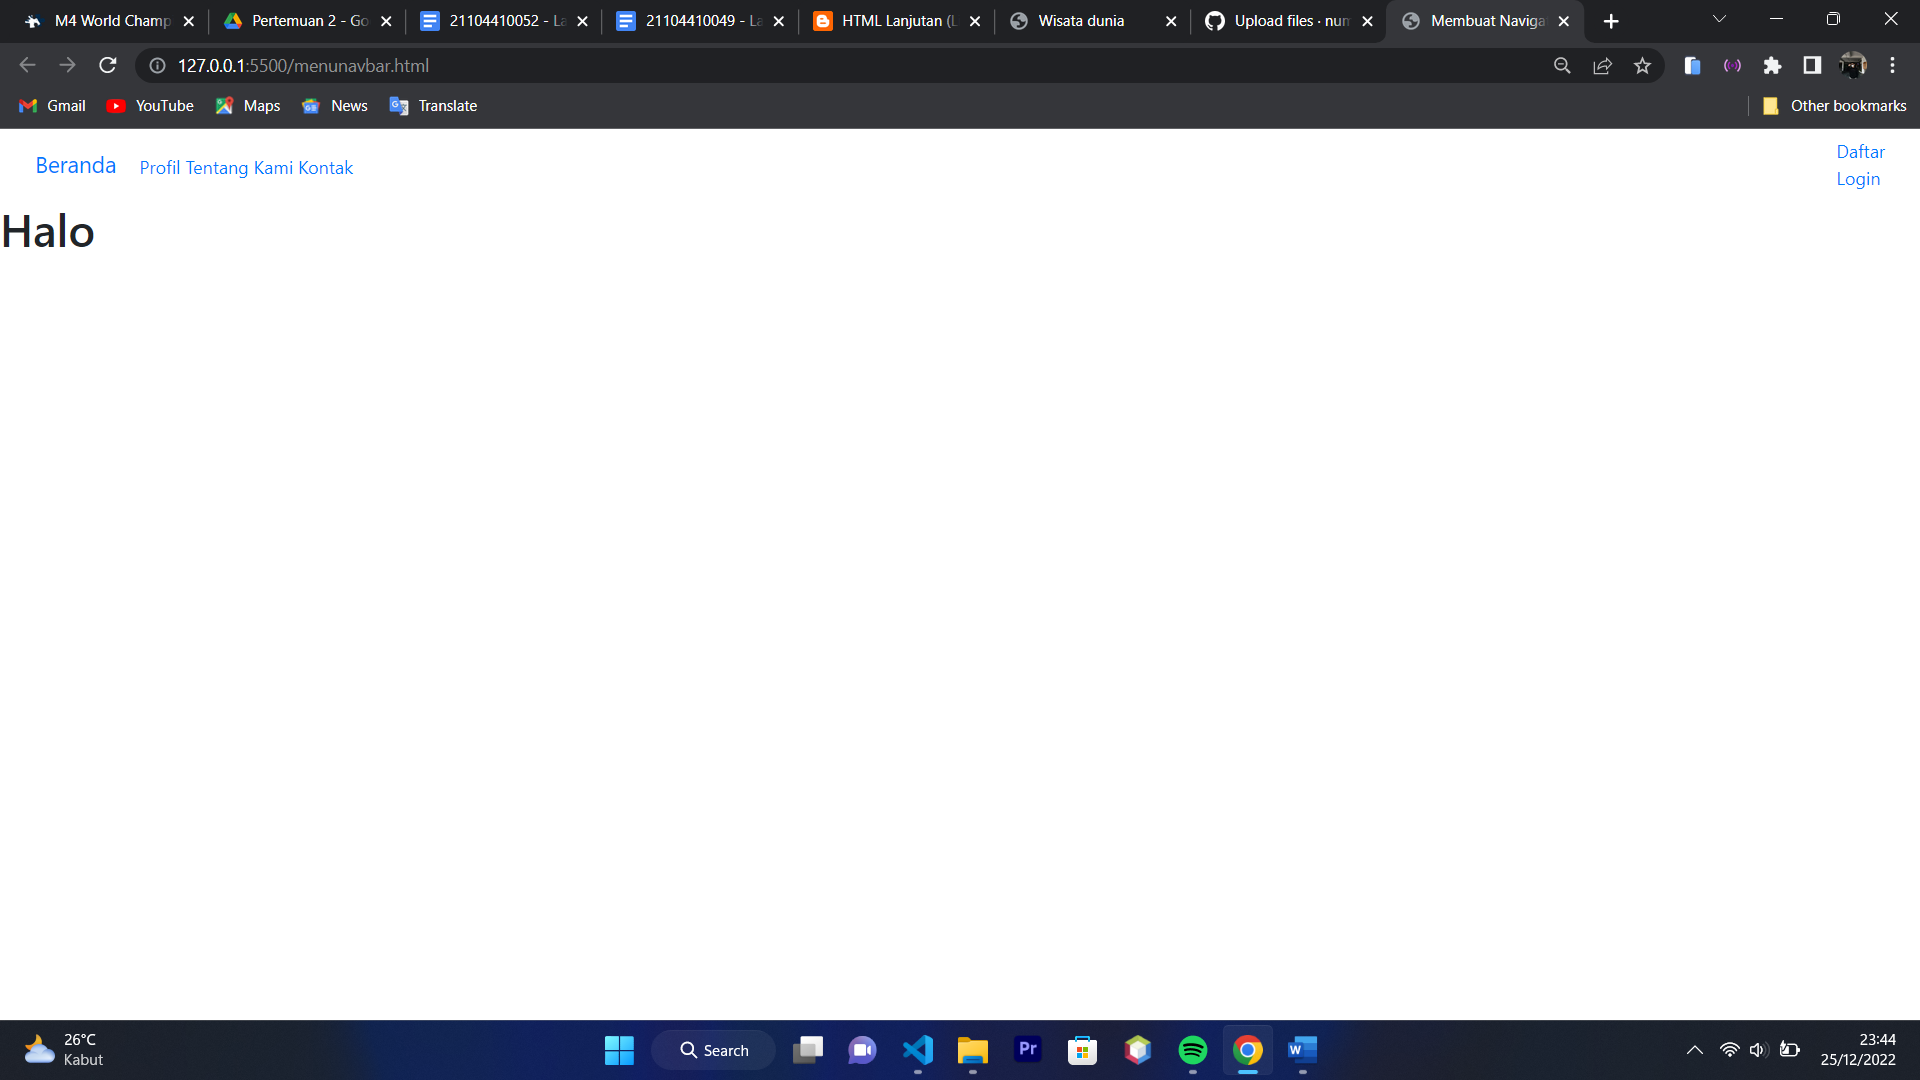 M4 World Champ
Pertemuan 2 - Go
21104410052 - La
21104410049 - La
HTML Lanjutan (L
Wisata dunia
Upload files · num
Membuat Naviga
127.0.0.1:5500/menunavbar.html
Gmail
YouTube
Maps
News
Translate
Other bookmarks
Beranda
Profil Tentang Kami Kontak
Daftar
Login
Halo
26°C
Kabut
Search
Pr
W
23:44
25/12/2022